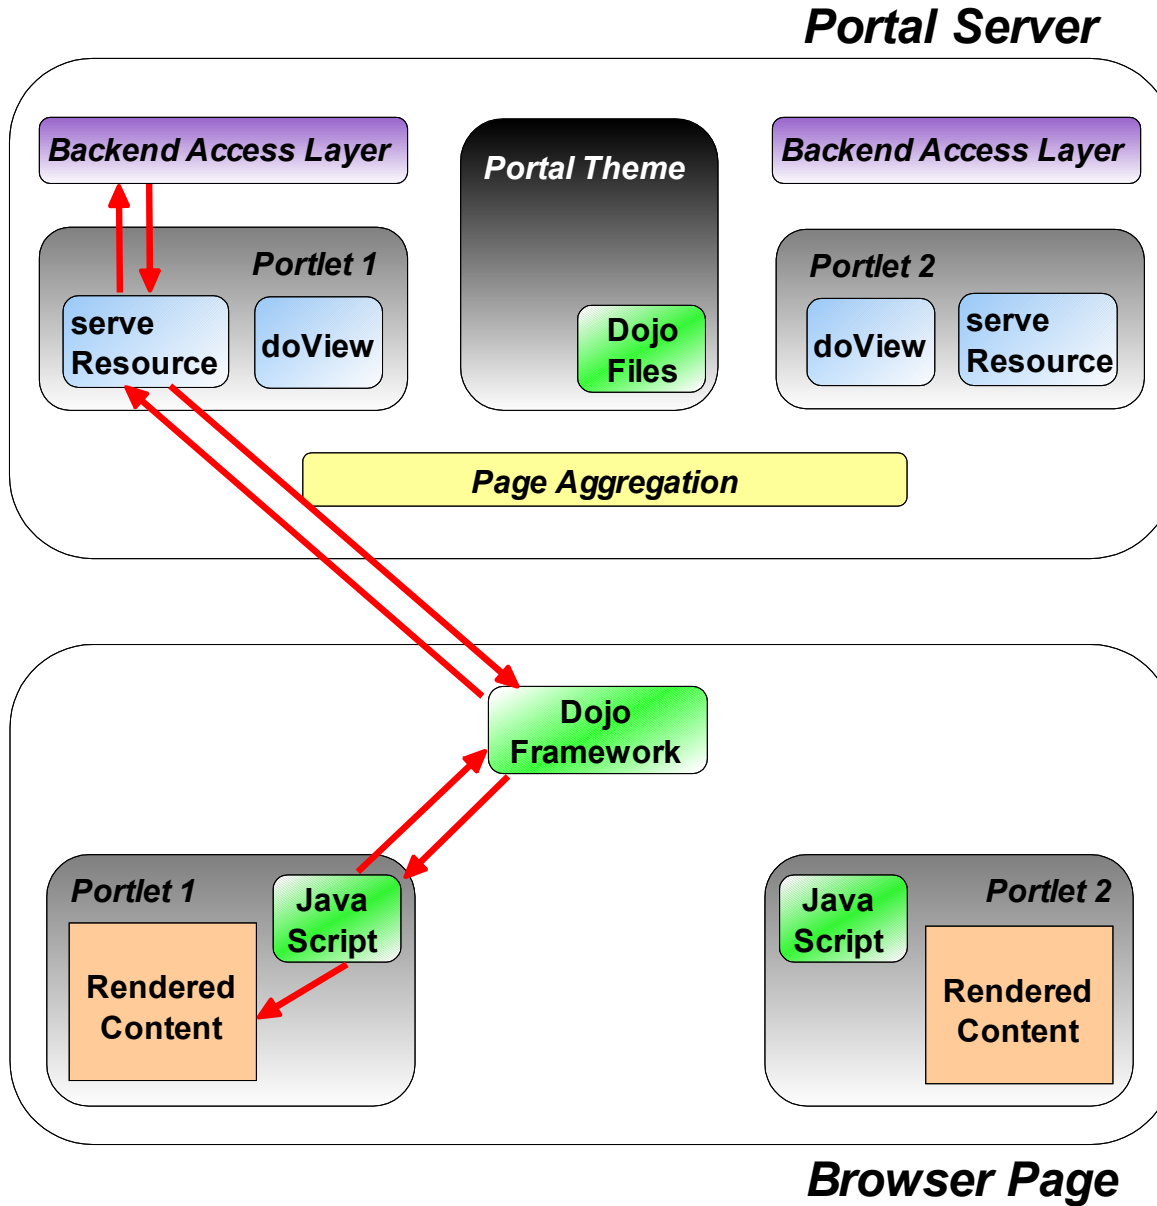 Portal Server
Backend Access Layer
Portal Theme
Backend Access Layer
Portlet 1
serve
Resource
doView
Dojo
Files
Portlet 2
doView
serve
Resource
Page Aggregation
Dojo
Framework
Portlet 1
Java
Script
Rendered
Content
Java
Script
Portlet 2
Rendered
Content
Browser Page